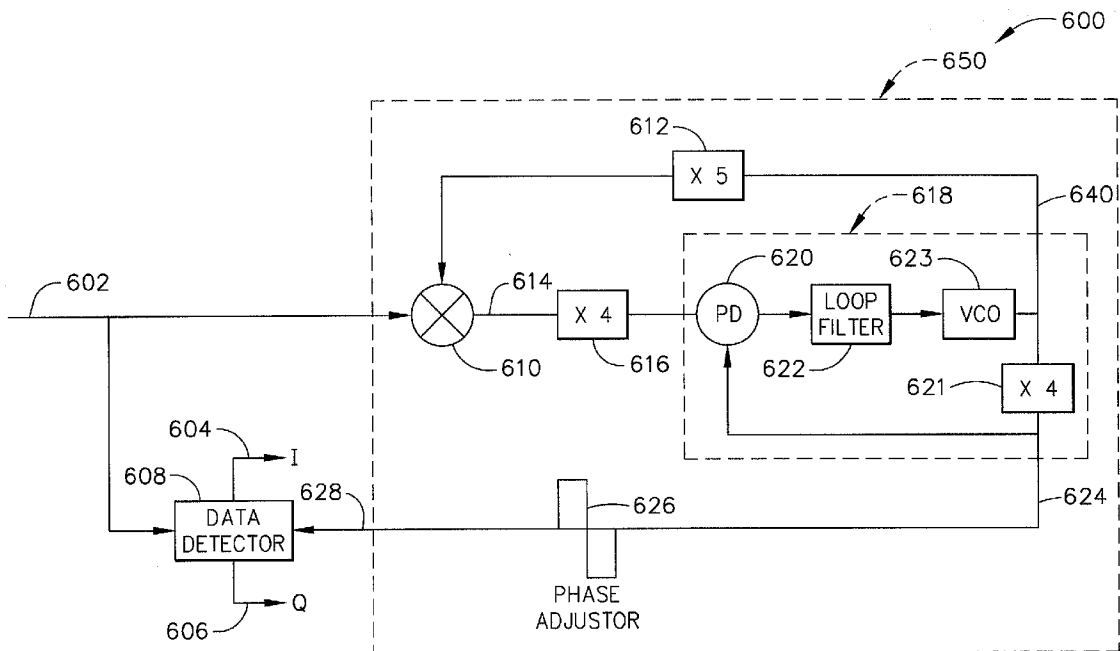 600
650
612
X 5
618
640
602
614
620
623
X 4
PD
LOOP
FILTER
VCO
610
616
622
621
X 4
604
I
608
628
626
624
DATA
DETECTOR
PHASE
ADJUSTOR
606
Q